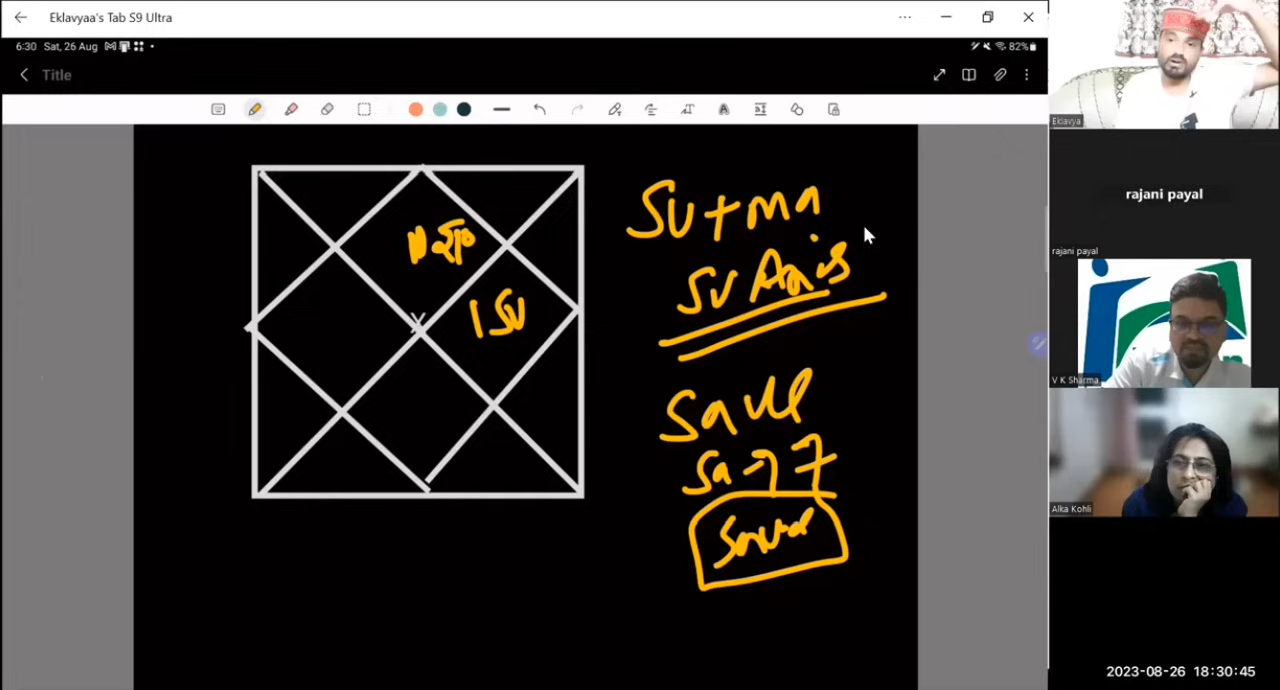 Eklavyaa's Tab S9 Ultra
6:30 Sat, 26 Aug
82%
Title
SU + ma
SU Axis
1 SU
Sa Ve
Sa → 7
Eklavya
rajani payal
rajani payal
V K Sharma
Alka Kohli
2023-08-26 18:30:45